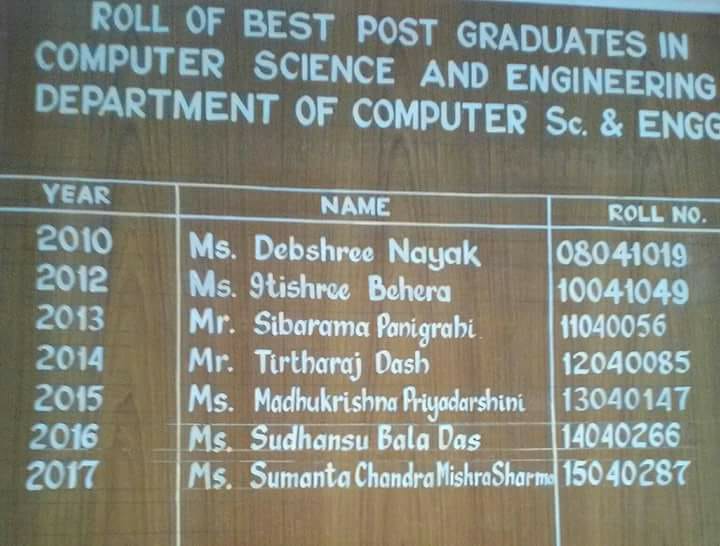 ROLL OF BEST POST GRADUATES IN
COMPUTER SCIENCE AND ENGINEERING
DEPARTMENT OF COMPUTER Sc. & ENGG
YEAR NAME ROLL NO.
2010 Ms. Debshree Nayak 08041019
2012 Ms. Itishree Behera 10041049
2013 Mr. Sibarama Panigrahi 11040056
2014 Mr. Tirtharaj Dash 12040085
2015 Ms. Madhukrishna Priyadarshini 13040147
2016 Ms. Sudhansu Bala Das 14040266
2017 Ms. Sumanta Chandra Mishra Sharma 15040287